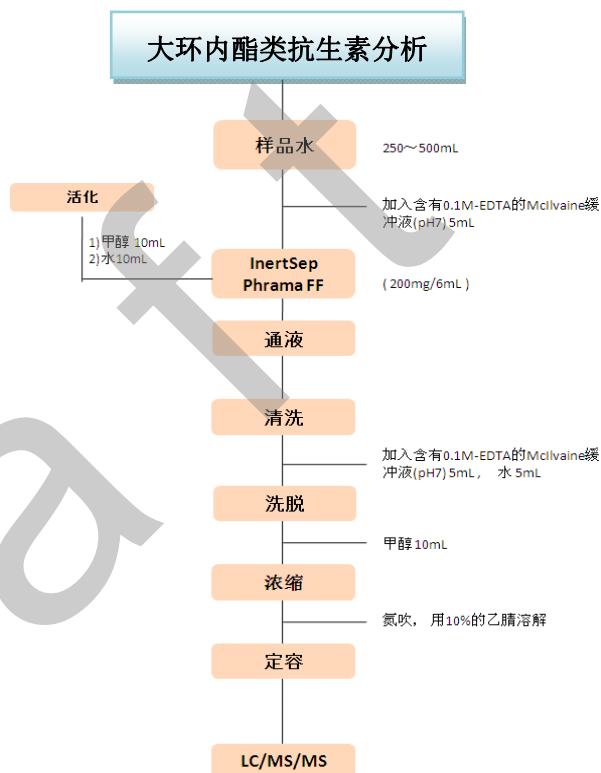 大环内酯类抗生素分析
样品水
250～500mL
加入含有0.1M-EDTA的McIlvaine缓
冲液(pH7) 5mL
活化
1)甲醇 10mL
2)水10mL
InertSep
Phrama FF
( 200mg/6mL )
通液
清洗
加入含有0.1M-EDTA的McIlvaine缓
冲液(pH7) 5mL ,  水 5mL
洗脱
甲醇 10mL
浓缩
氮吹，用10%的乙腈溶解
定容
LC/MS/MS